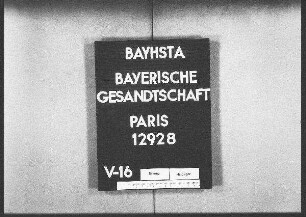 BAYHSTA
BAYERISCHE
GESANDTSCHAFT
PARIS
12928
V-16